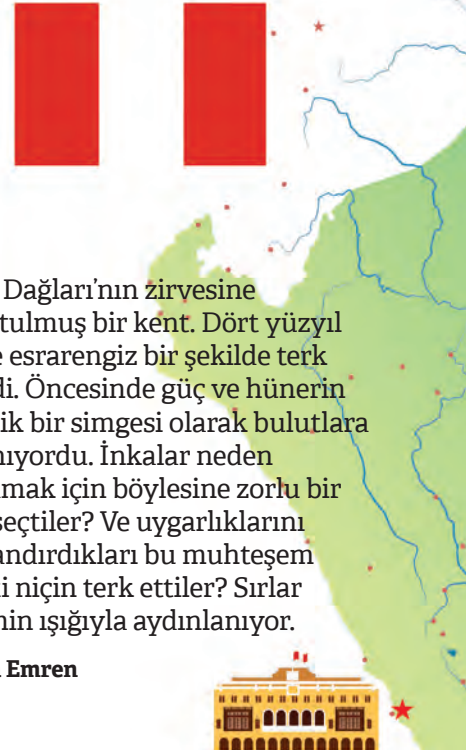 Dağları’nın zirvesine
tulmuş bir kent. Dört yüzyıl
e esrarengiz bir şekilde terk
di. Öncesinde güç ve hünerin
ik bir simgesi olarak bulutlara
nıyordu. İnkalar neden
mak için böylesine zorlu bir
seçtiler? Ve uygarlıklarını
andırdıkları bu muhteşem
i niçin terk ettiler? Sırlar
nin ışığıyla aydınlanıyor.
Emren